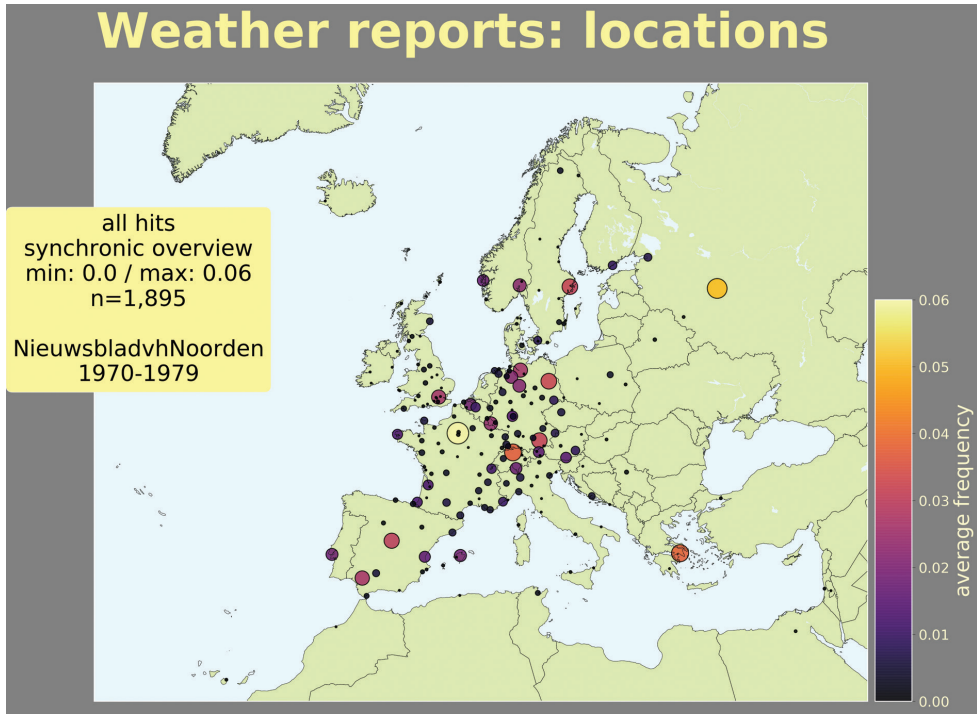 Weather reports: locations
all hits
synchronic overview
min: 0.0 / max: 0.06
n=1,895
NieuwsbladvhNoorden
1970-1979
0.06
0.05
0.04
0.03
0.02
0.01
0.00
average frequency